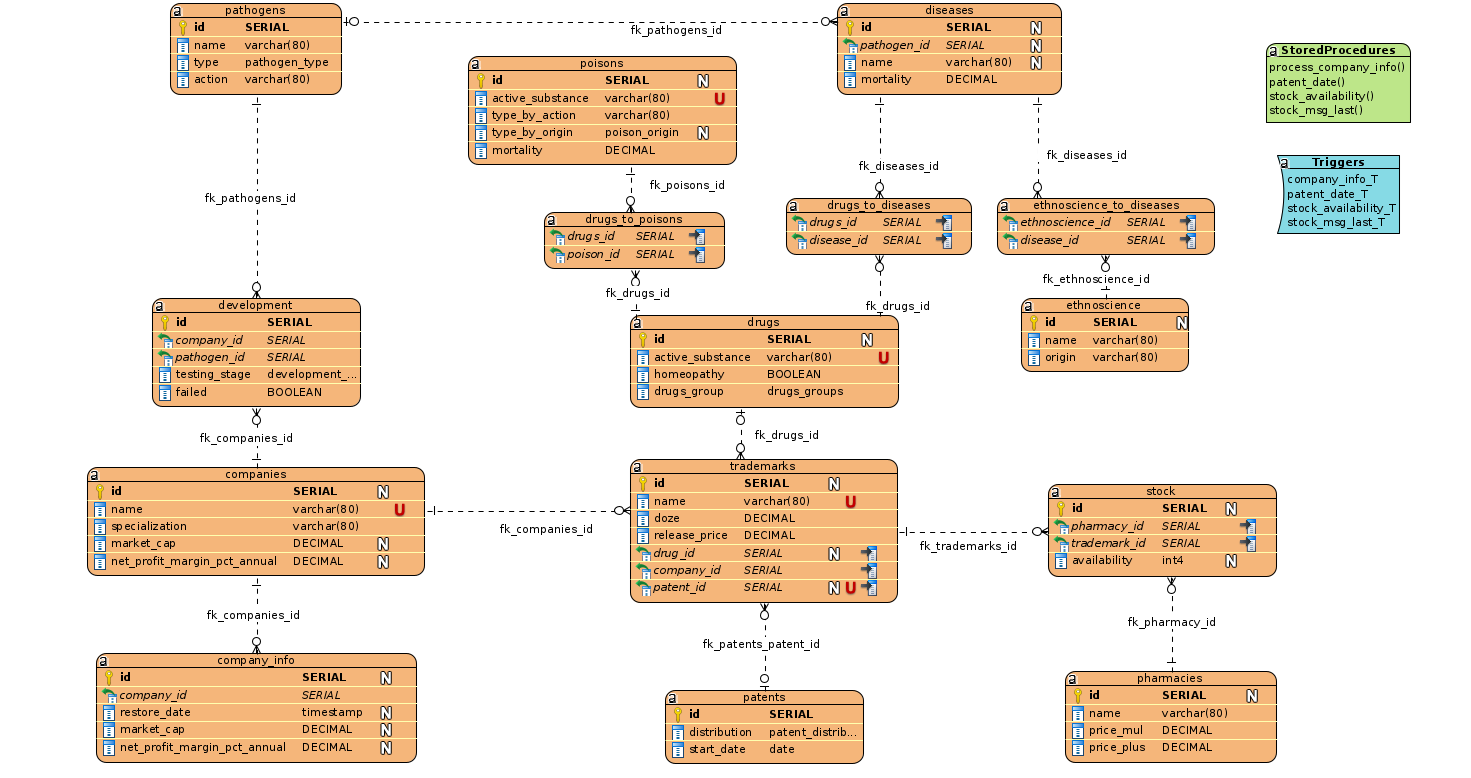 pathogens
id SERIAL
name varchar(80)
type pathogen_type
action varchar(80)
fk_pathogens_id
diseases
id SERIAL N
pathogen_id SERIAL N
name varchar(80) N
mortality DECIMAL
poisons
id SERIAL N
active_substance varchar(80) U
type_by_action varchar(80)
type_by_origin poison_origin N
mortality DECIMAL
StoredProcedures
process_company_info()
patent_date()
stock_availability()
stock_msg_last()
Triggers
company_info_T
patent_date_T
stock_availability_T
stock_msg_last_T
fk_pathogens_id
fk_poisons_id
fk_diseases_id
fk_diseases_id
drugs_to_poisons
drugs_id SERIAL
poison_id SERIAL
drugs_to_diseases
drugs_id SERIAL
disease_id SERIAL
ethnoscience_to_diseases
ethnoscience_id SERIAL
disease_id SERIAL
fk_drugs_id
fk_drugs_id
fk_ethnoscience_id
development
id SERIAL
company_id SERIAL
pathogen_id SERIAL
testing_stage development_...
failed BOOLEAN
drugs
id SERIAL N
active_substance varchar(80) U
homeopathy BOOLEAN
drugs_group drugs_groups
ethnoscience
id SERIAL N
name varchar(80)
origin varchar(80)
fk_companies_id
fk_drugs_id
companies
id SERIAL N
name varchar(80) U
specialization varchar(80)
market_cap DECIMAL N
net_profit_margin_pct_annual DECIMAL N
fk_companies_id
trademarks
id SERIAL N
name varchar(80) U
doze DECIMAL
release_price DECIMAL
drug_id SERIAL N
company_id SERIAL
patent_id SERIAL N U
fk_trademarks_id
stock
id SERIAL N
pharmacy_id SERIAL
trademark_id SERIAL
availability int4 N
fk_companies_id
fk_patents_patent_id
fk_pharmacy_id
company_info
id SERIAL N
company_id SERIAL
restore_date timestamp N
market_cap DECIMAL N
net_profit_margin_pct_annual DECIMAL N
patents
id SERIAL
distribution patent_distrib...
start_date date
pharmacies
id SERIAL N
name varchar(80)
price_mul DECIMAL
price_plus DECIMAL